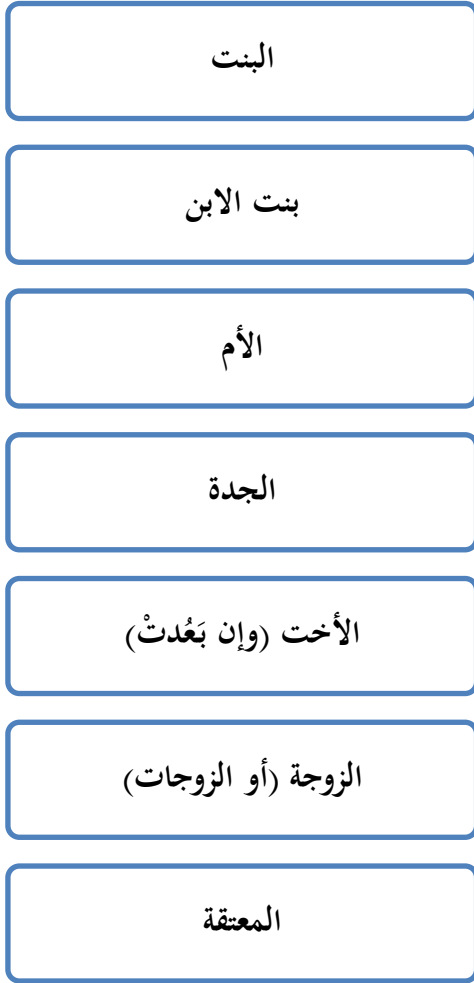 البنت
بنت الابن
الأم
الجدة
الأخت (وإن بَعُدتْ)
الزوجة (أو الزوجات)
المعتقة